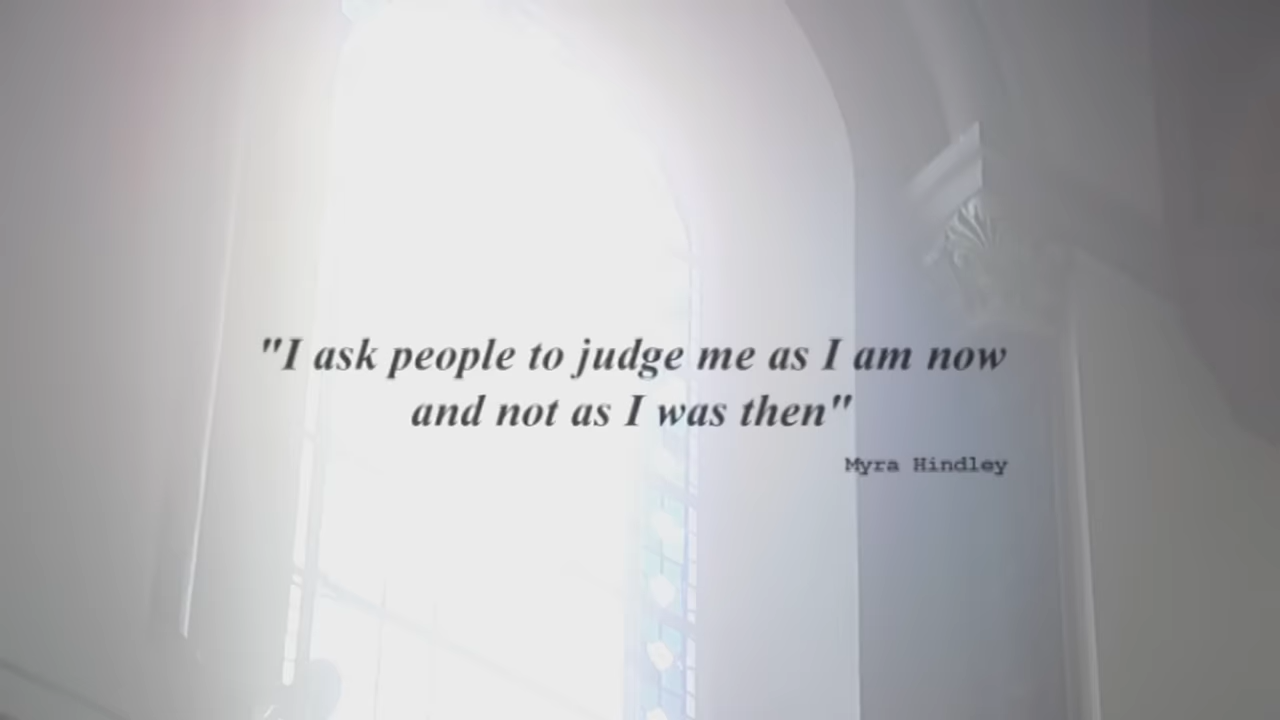 "I ask people to judge me as I am now
and not as I was then"
Myra Hindley